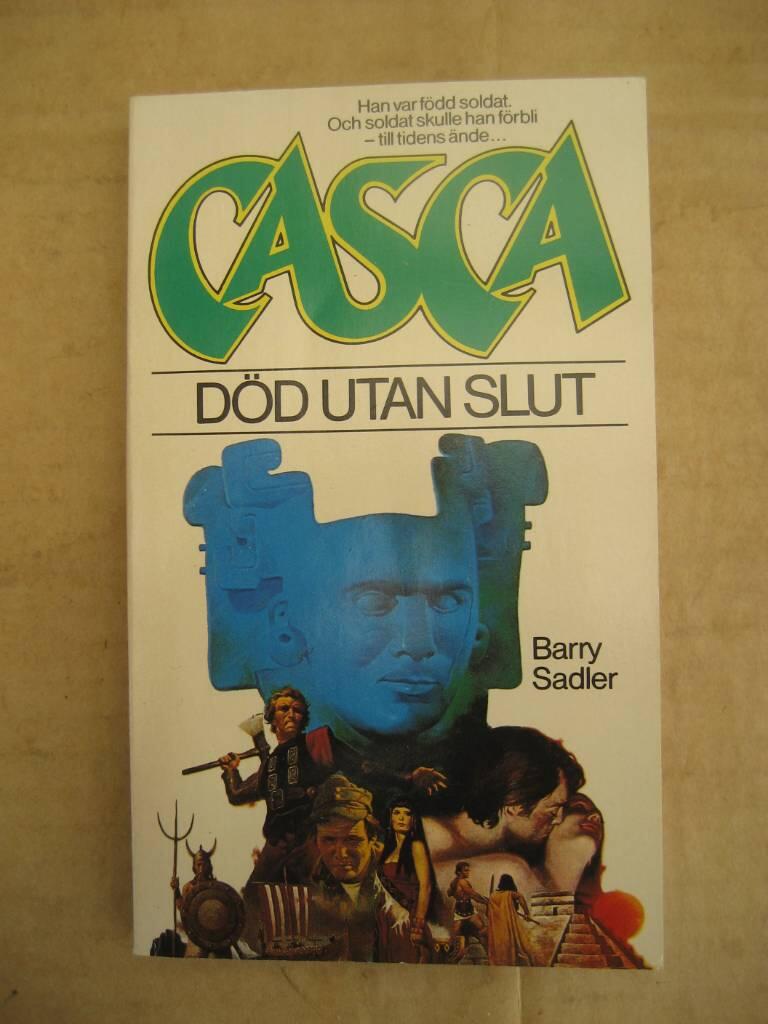 Han var född soldat.
Och soldat skulle han förbli
– till tidens ände...
CASCA
DÖD UTAN SLUT
Barry
Sadler